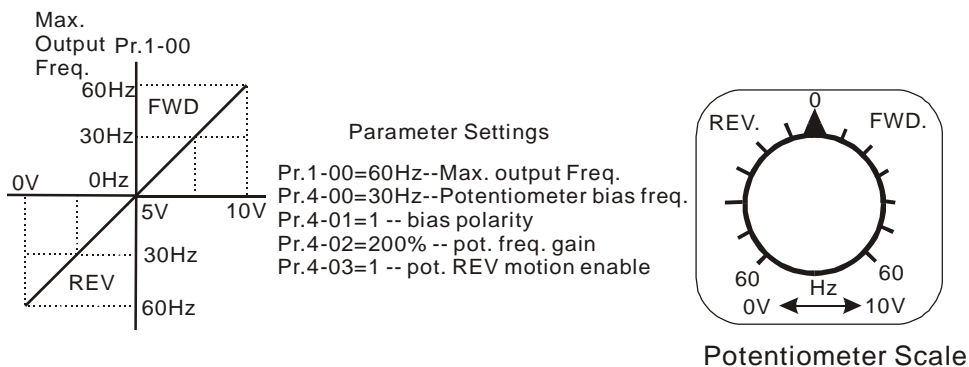 Max.
Output Pr.1-00
Freq.
60Hz
FWD
30Hz
0V
0Hz
5V
10V
30Hz
REV
60Hz
Parameter Settings
Pr.1-00=60Hz--Max. output Freq.
Pr.4-00=30Hz--Potentiometer bias freq.
Pr.4-01=1 -- bias polarity
Pr.4-02=200% -- pot. freq. gain
Pr.4-03=1 -- pot. REV motion enable
0
REV.
FWD.
60
60
Hz
0V
10V
Potentiometer Scale